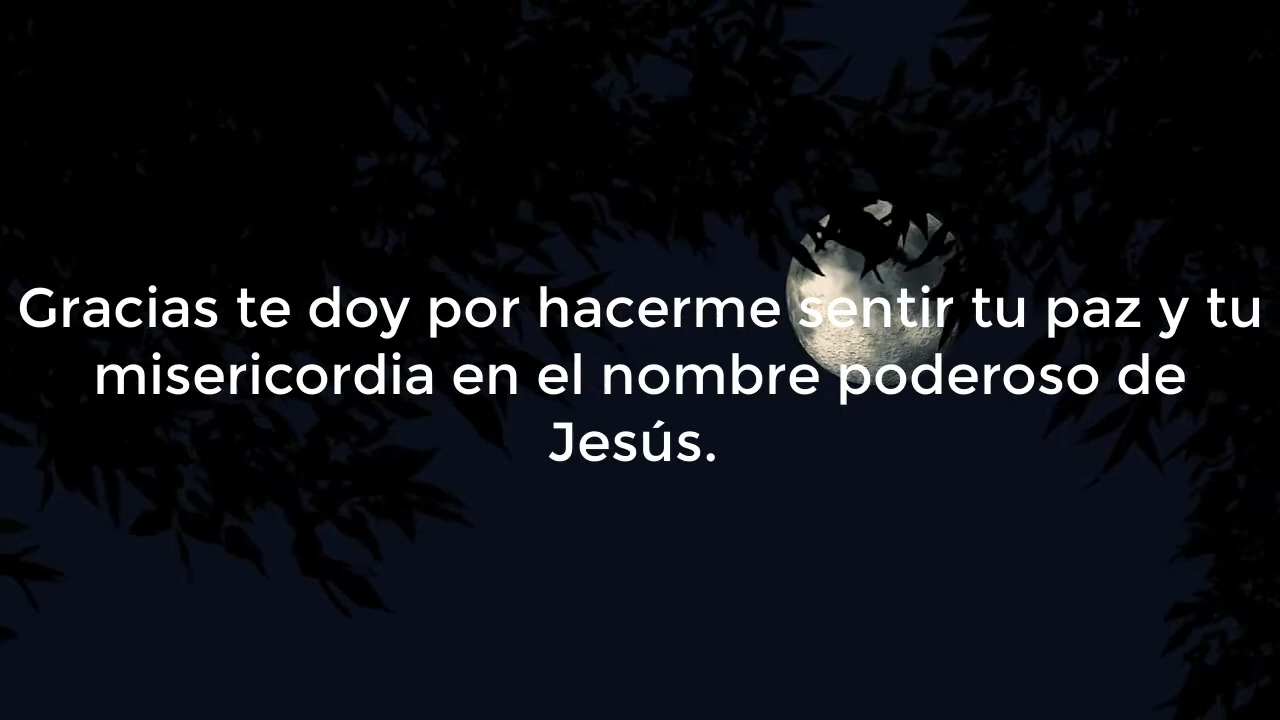 Gracias te doy por hacerme sentir tu paz y tu
misericordia en el nombre poderoso de
Jesús.